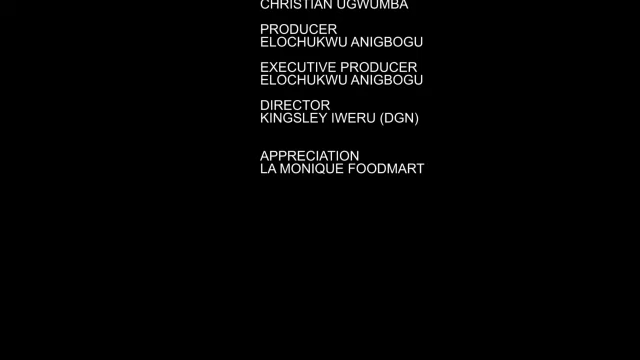 CHRISTIAN UGWUMBA
PRODUCER
ELOCHUKWU ANIGBOGU
EXECUTIVE PRODUCER
ELOCHUKWU ANIGBOGU
DIRECTOR
KINGSLEY IWERU (DGN)
APPRECIATION
LA MONIQUE FOODMART